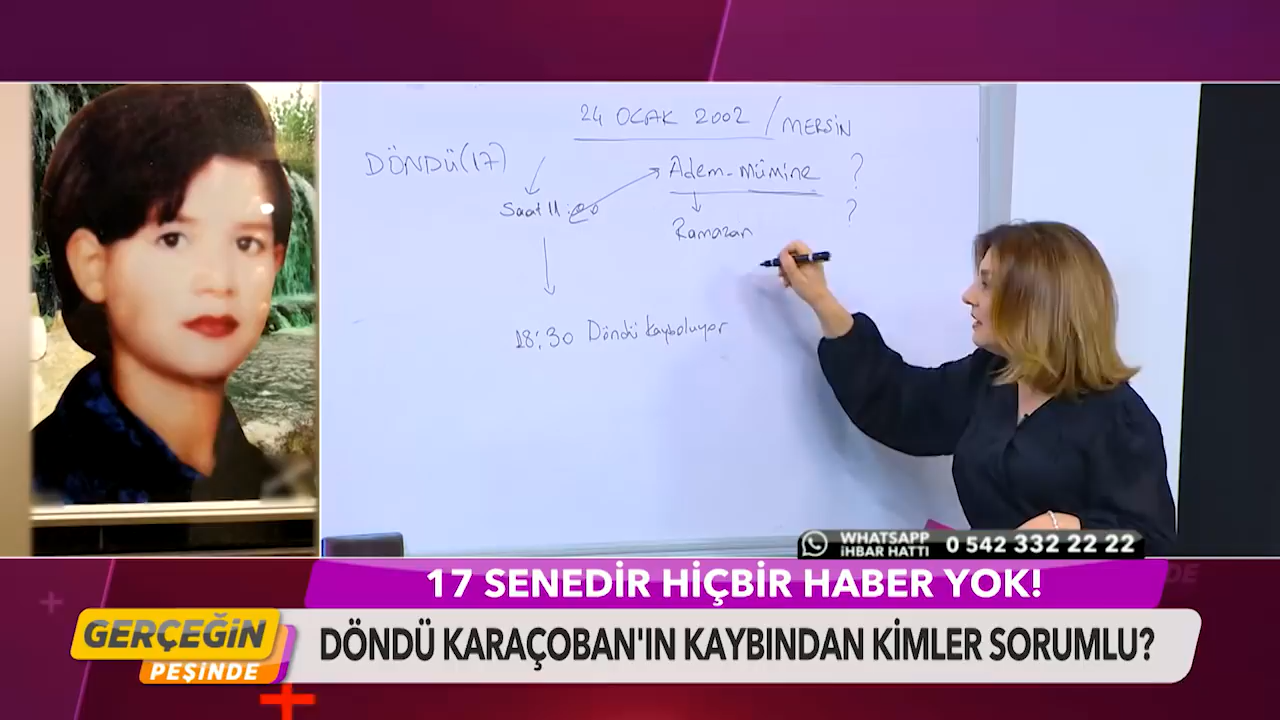 24 OCAK 2002 / MERSİN
DÖNDÜ(17)
Adem-Mümine ?
Saat 11:00
?
Ramazan
18:30 Döndü Kayboluyor
WHATSAPP
İHBAR HATTI
0 542 332 22 22
17 SENEDİR HİÇBİR HABER YOK!
GERÇEĞİN
PEŞİNDE
DÖNDÜ KARAÇOBAN'IN KAYBINDAN KİMLER SORUMLU?